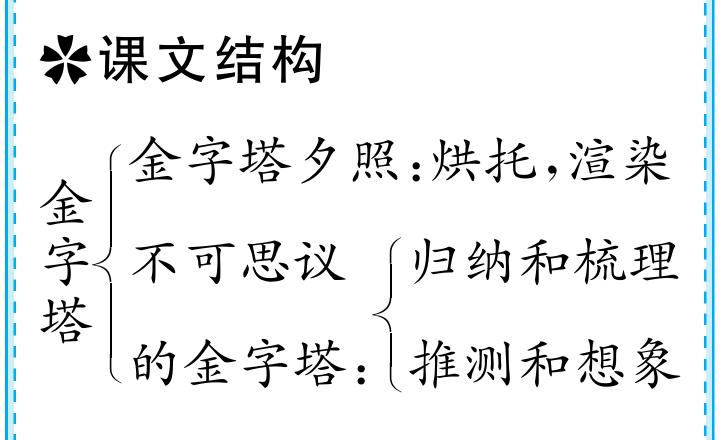 课文结构
金字塔
金字塔夕照:烘托,渲染
不可思议
的金字塔:
归纳和梳理
推测和想象